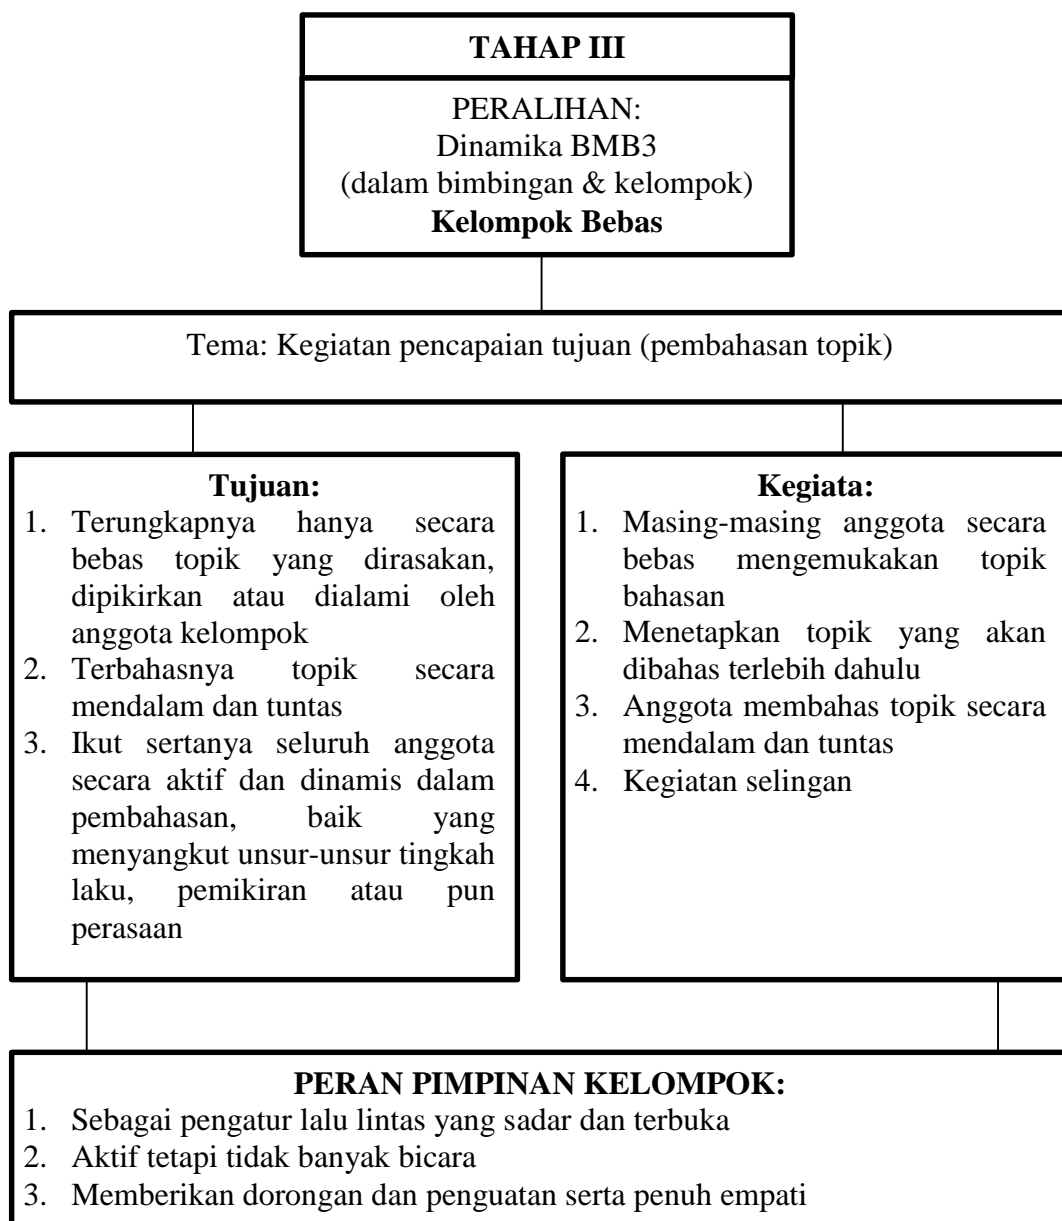 TAHAP III
PERALIHAN:
Dinamika BMB3
(dalam bimbingan & kelompok)
Kelompok Bebas
Tema: Kegiatan pencapaian tujuan (pembahasan topik)
Tujuan:
1. Terungkapnya hanya secara
bebas topik yang dirasakan,
dipikirkan atau dialami oleh
anggota kelompok
2. Terbahasnya topik secara
mendalam dan tuntas
3. Ikut sertanya seluruh anggota
secara aktif dan dinamis dalam
pembahasan, baik yang
menyangkut unsur-unsur tingkah
laku, pemikiran atau pun
perasaan
Kegiata:
1. Masing-masing anggota secara
bebas mengemukakan topik
bahasan
2. Menetapkan topik yang akan
dibahas terlebih dahulu
3. Anggota membahas topik secara
mendalam dan tuntas
4. Kegiatan selingan
PERAN PIMPINAN KELOMPOK:
1. Sebagai pengatur lalu lintas yang sadar dan terbuka
2. Aktif tetapi tidak banyak bicara
3. Memberikan dorongan dan penguatan serta penuh empati